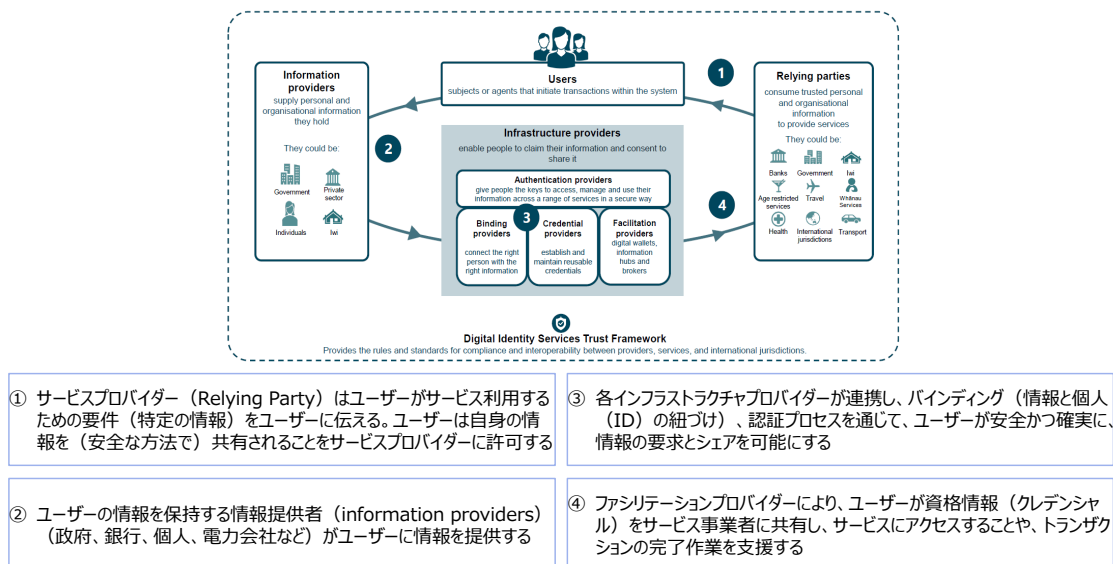 Users
subjects or agents that initiate transactions within the system
1
Information
providers
supply personal and
organisational information
they hold
They could be:
Government
Private
sector
Individuals
Iwi
2
Infrastructure providers
enable people to claim their information and consent to
share it
Authentication providers
give people the keys to access, manage and use their
information across a range of services in a secure way
3
Binding
providers
connect the right
person with the
right information
Credential
providers
establish and
maintain reusable
credentials
Facilitation
providers
digital wallets,
information
hubs and
brokers
4
Relying parties
consume trusted personal
and organisational
information
to provide services
They could be:
Banks
Government
Iwi
Age restricted
services
Travel
Whānau
Services
Health
International
jurisdictions
Transport
Digital Identity Services Trust Framework
Provides the rules and standards for compliance and interoperability between providers, services, and international jurisdictions.
① サービスプロバイダー（Relying Party）はユーザーがサービス利用する
ための要件（特定の情報）をユーザーに伝える。ユーザーは自身の情
報を（安全な方法で）共有されることをサービスプロバイダーに許可する
② ユーザーの情報を保持する情報提供者（information providers）
（政府、銀行、個人、電力会社など）がユーザーに情報を提供する
③ 各インフラストラクチャプロバイダーが連携し、バインディング（情報と個人
（ID）の紐づけ）、認証プロセスを通じて、ユーザーが安全かつ確実に、
情報の要求とシェアを可能にする
④ ファシリテーションプロバイダーにより、ユーザーが資格情報（クレデンシャ
ル）をサービス事業者に共有し、サービスにアクセスすることや、トランザク
ションの完了作業を支援する